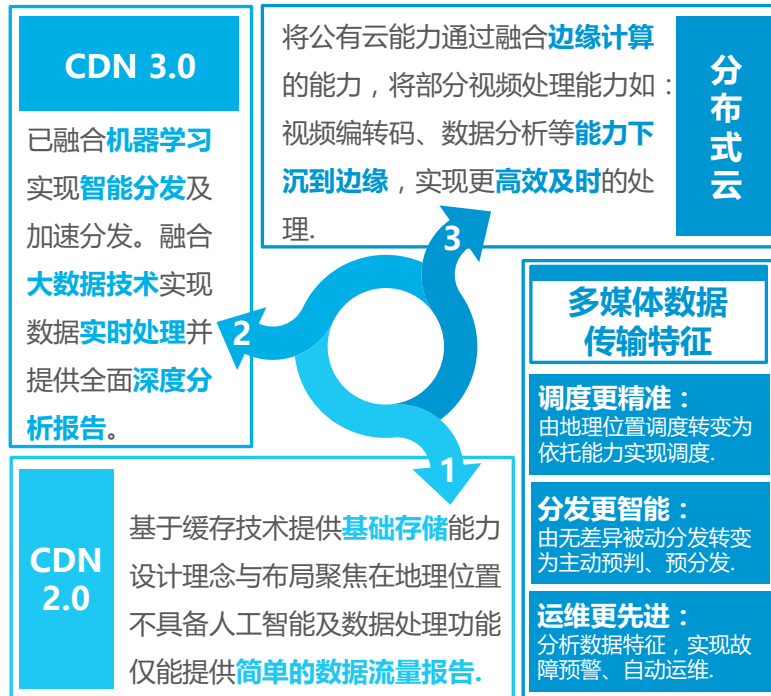 CDN 3.0
已融合机器学习
实现智能分发及
加速分发。融合
大数据技术实现
数据实时处理并
提供全面深度分
析报告。
将公有云能力通过融合边缘计算
的能力，将部分视频处理能力如：
视频编转码、数据分析等能力下
沉到边缘，实现更高效及时的处
理.
分布式云
3
2
1
CDN
2.0
基于缓存技术提供基础存储能力
设计理念与布局聚焦在地理位置
不具备人工智能及数据处理功能
仅能提供简单的数据流量报告.
多媒体数据
传输特征
调度更精准：
由地理位置调度转变为
依托能力实现调度.
分发更智能：
由无差异被动分发转变
为主动预判、预分发.
运维更先进：
分析数据特征，实现故
障预警、自动运维.